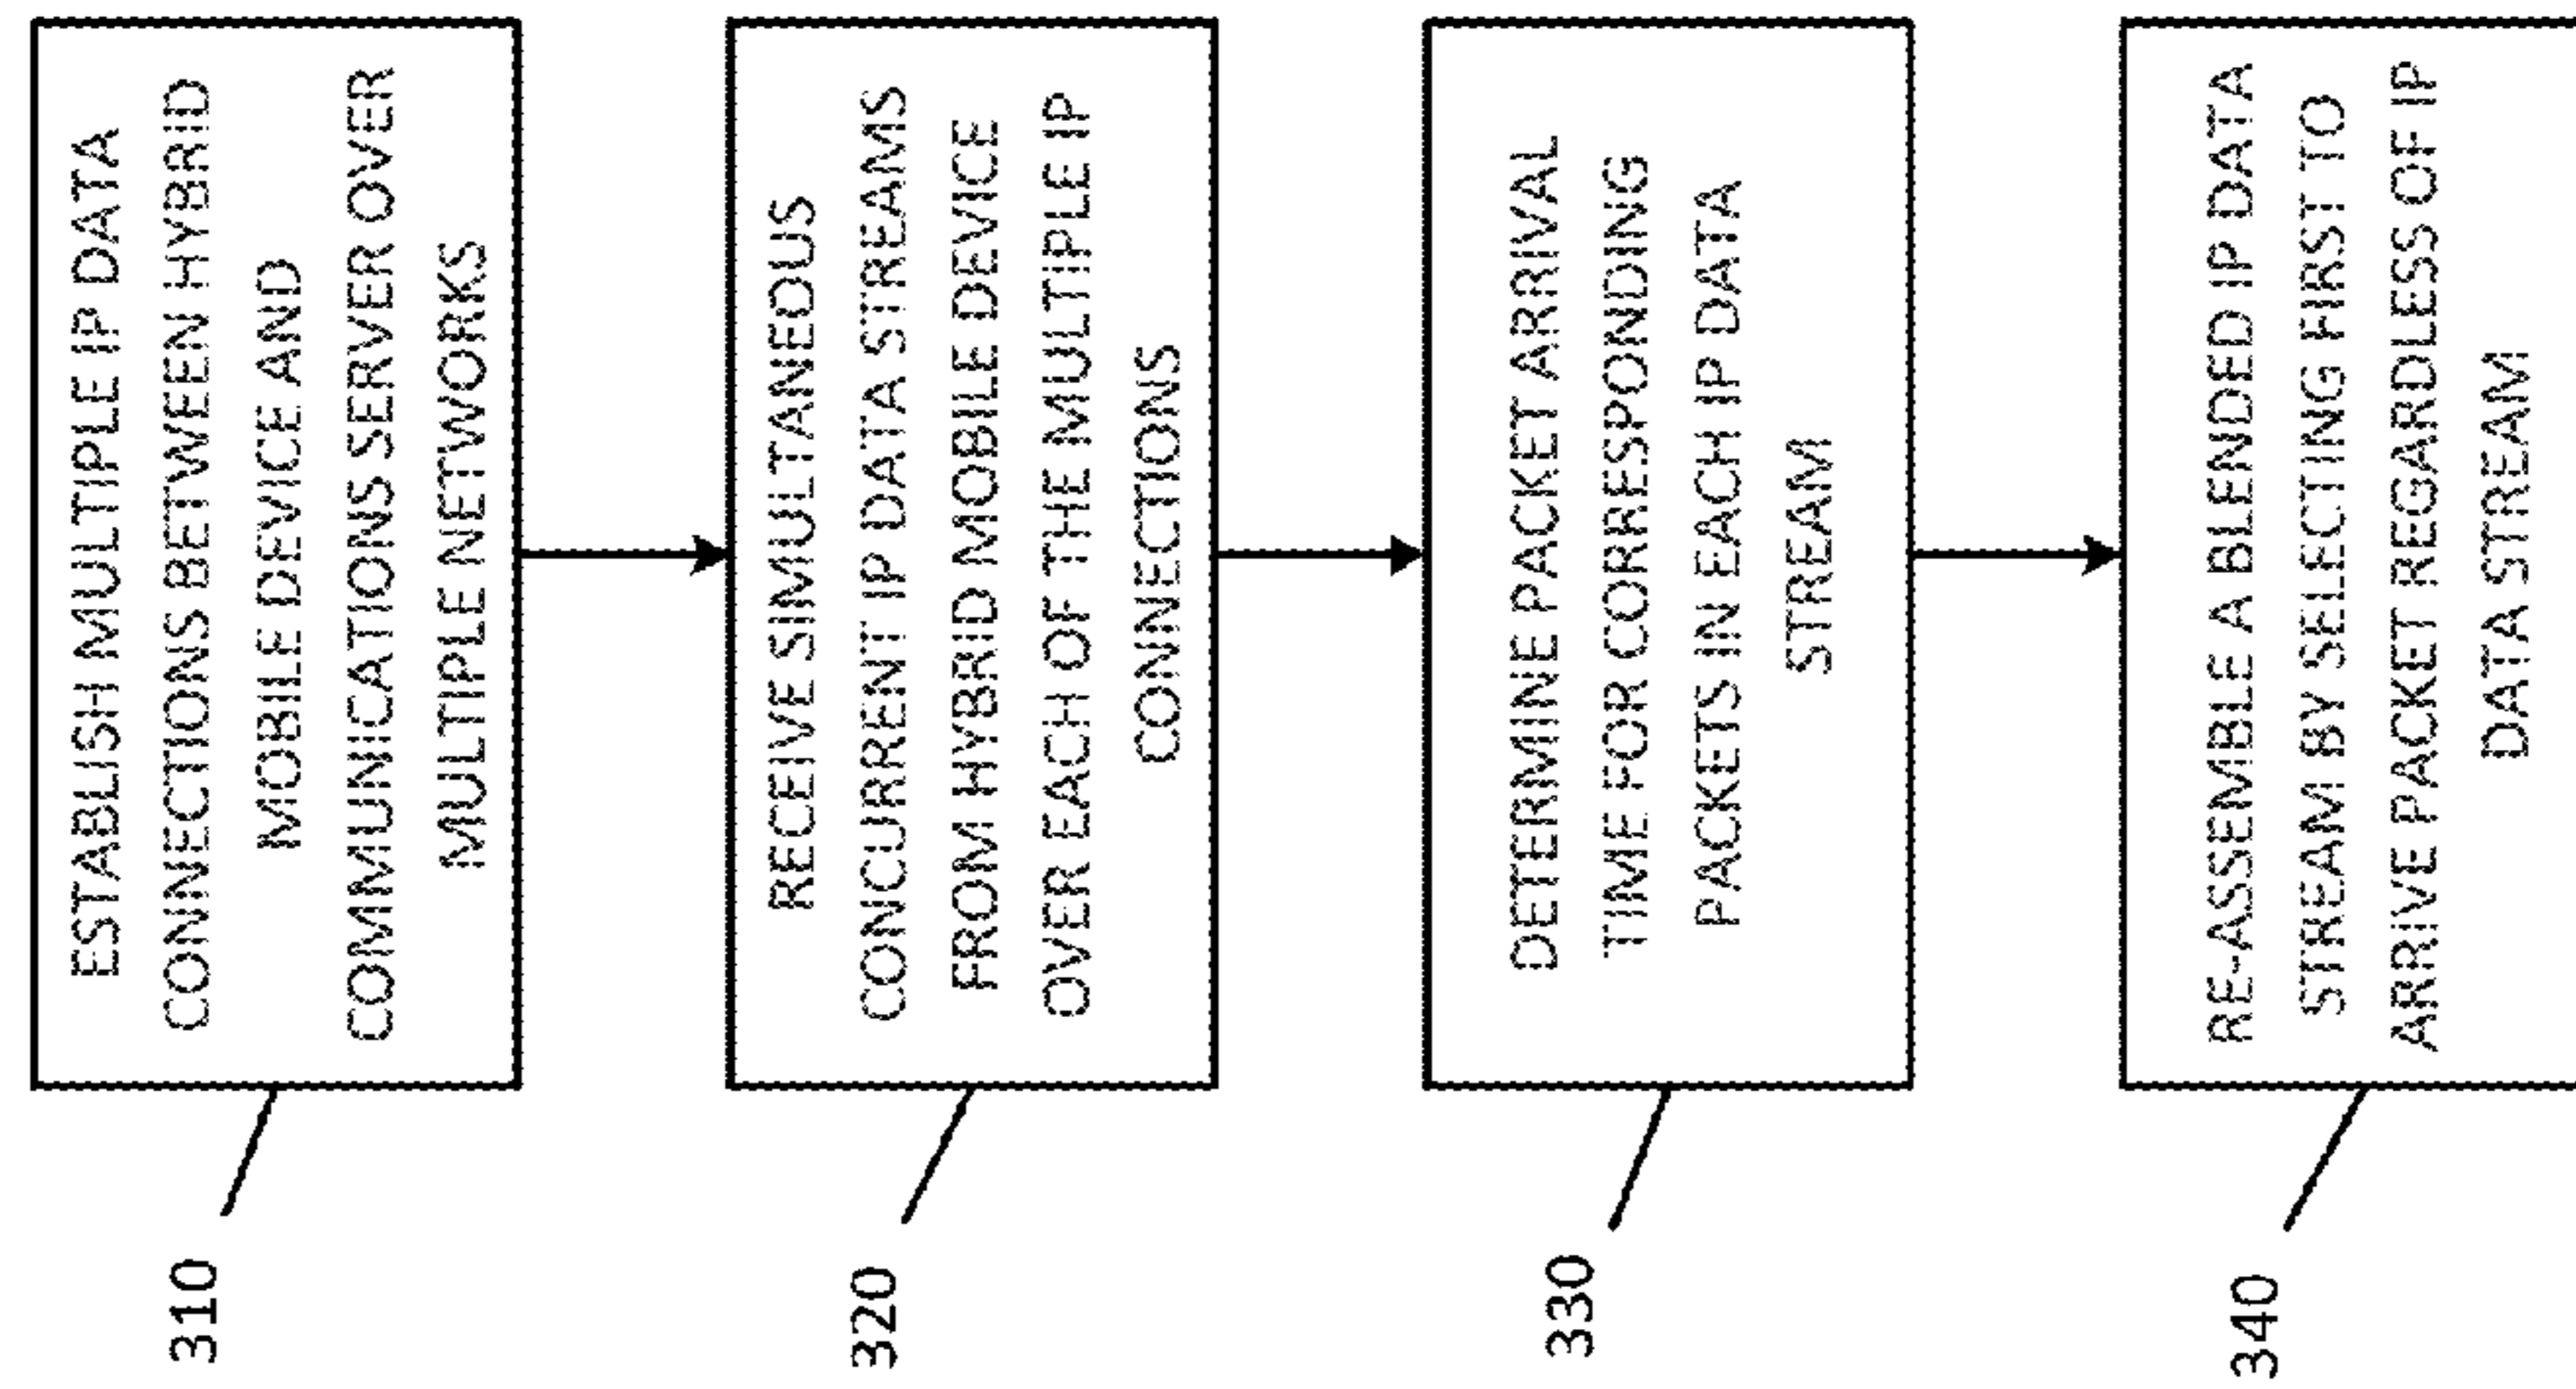 310
ESTABLISH MULTIPLE IP DATA
CONNECTIONS BETWEEN HYBRID
MOBILE DEVICE AND
COMMUNICATIONS SERVER OVER
MULTIPLE NETWORKS
320
RECEIVE SIMULTANEOUS
CONCURRENT IP DATA STREAMS
FROM HYBRID MOBILE DEVICE
OVER EACH OF THE MULTIPLE IP
CONNECTIONS
330
DETERMINE PACKET ARRIVAL
TIME FOR CORRESPONDING
PACKETS IN EACH IP DATA
STREAM
340
RE-ASSEMBLE A BLENDED IP DATA
STREAM BY SELECTING FIRST TO
ARRIVE PACKET REGARDLESS OF IP
DATA STREAM